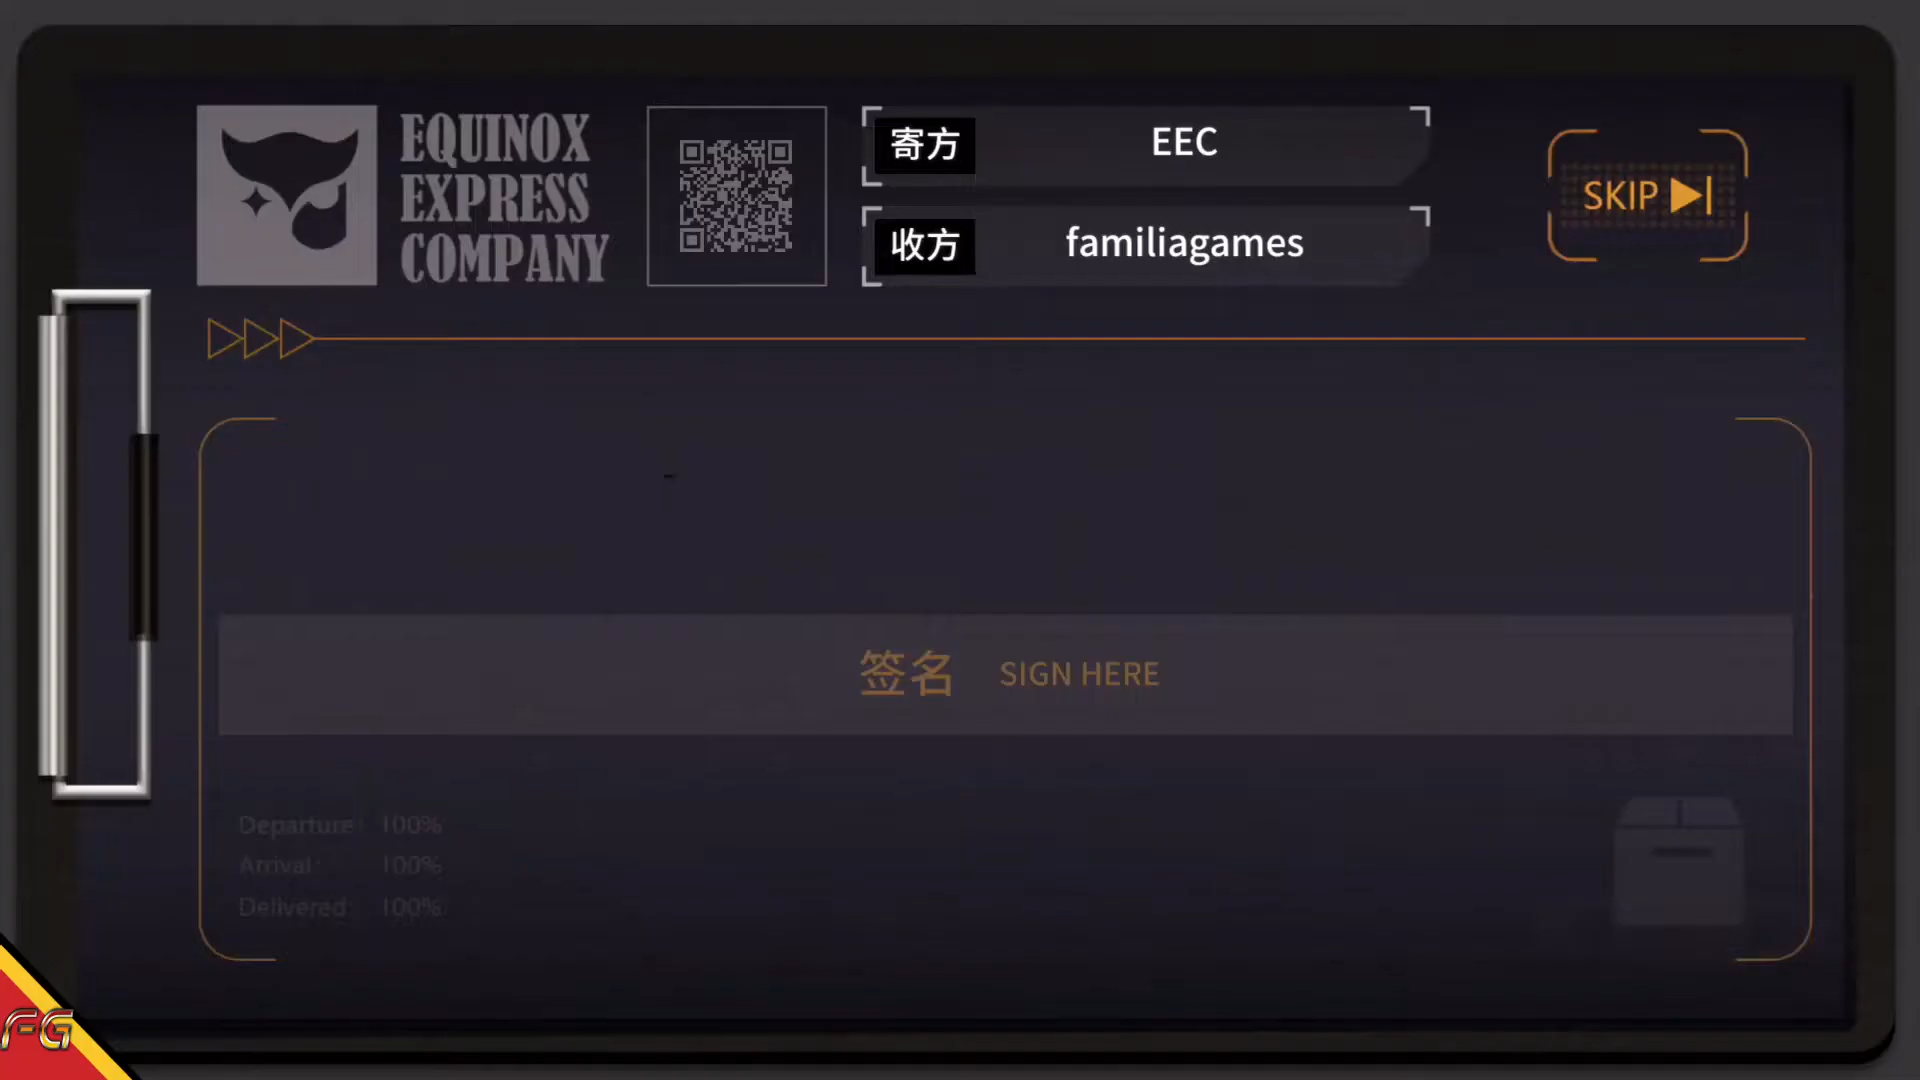 EQUINOX
EXPRESS
COMPANY
寄方 EEC
收方 familiagames
SKIP
签名 SIGN HERE
Departure: 100%
Arrival: 100%
Delivered: 100%
FG